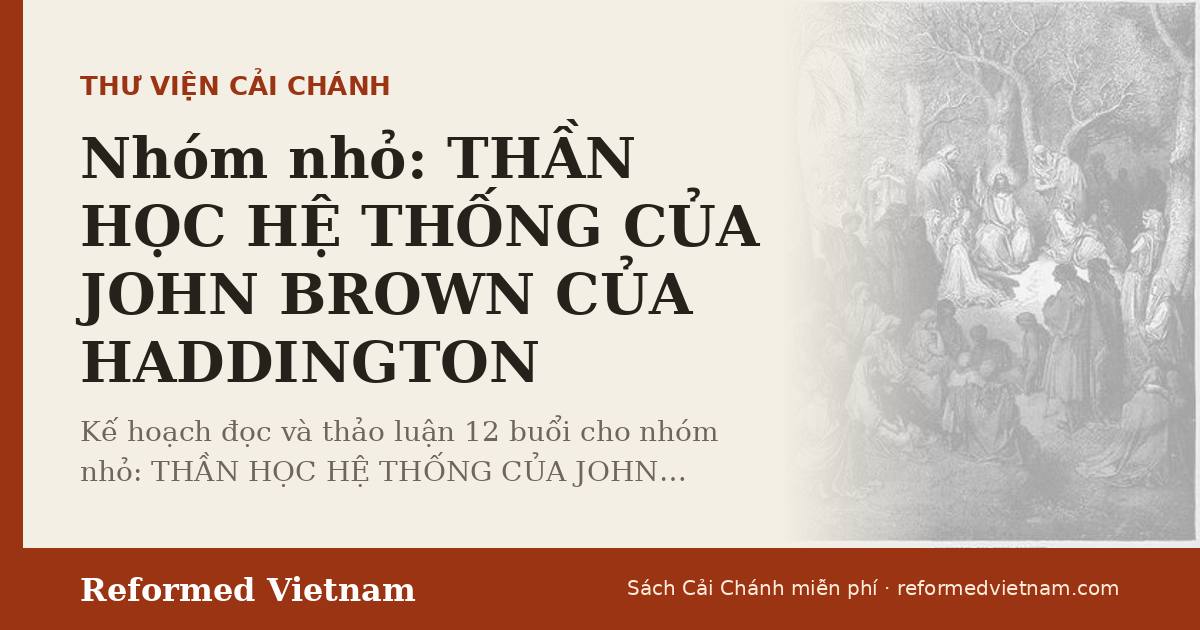 THƯ VIỆN CẢI CHÁNH
Nhóm nhỏ: THẦN
HỌC HỆ THỐNG CỦA
JOHN BROWN CỦA
HADDINGTON
Kế hoạch đọc và thảo luận 12 buổi cho nhóm
nhỏ: THẦN HỌC HỆ THỐNG CỦA JOHN…
Reformed Vietnam
Sách Cải Chánh miễn phí · reformedvietnam.com